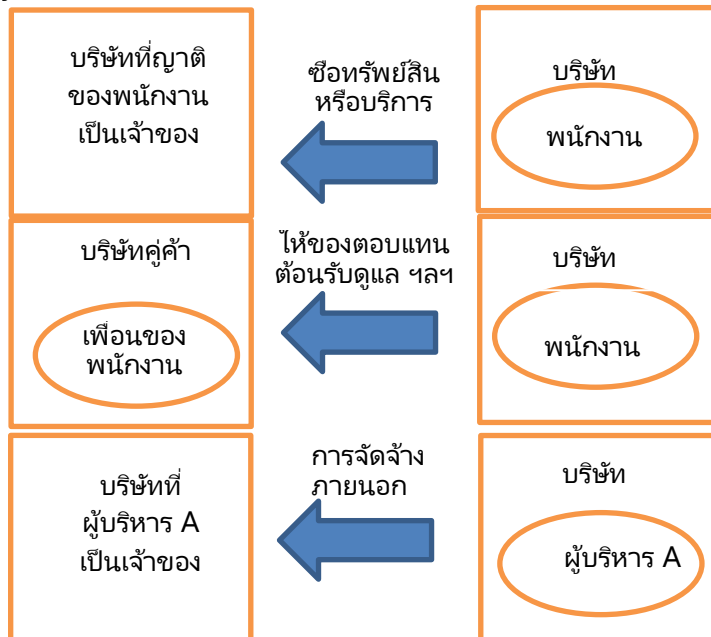 บริษัทที่ญาติ
ของพนักงาน
เป็นเจ้าของ
ซือทรัพย์สิน
หรือบริการ
บริษัท
พนักงาน
บริษัทคู่ค้า
เพื่อนของ
พนักงาน
ไห้ของตอบแทน
ต้อนรับดูแล ฯลฯ
บริษัท
พนักงาน
บริษัทที่
ผู้บริหาร A
เป็นเจ้าของ
การจัดจ้าง
ภายนอก
บริษัท
ผู้บริหาร A